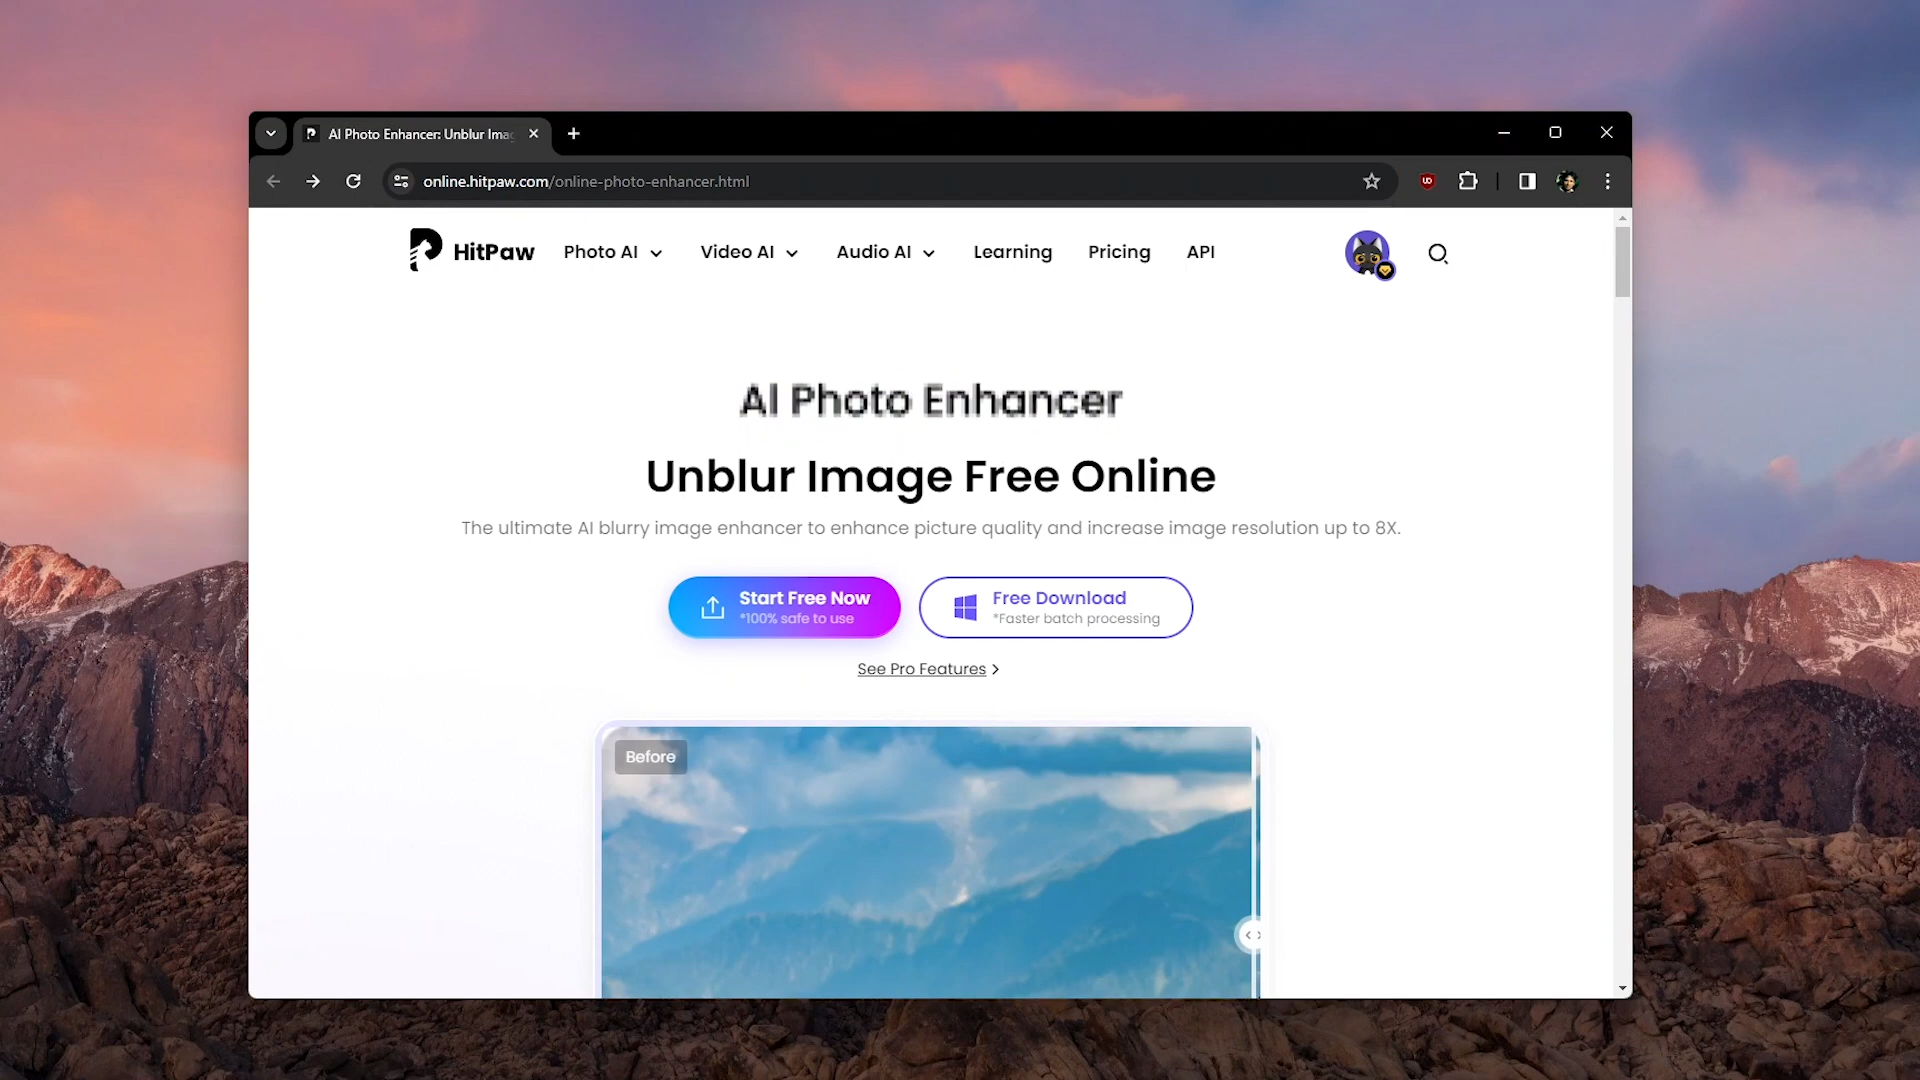 AI Photo Enhancer: Unblur Ima
online.hitpaw.com/online-photo-enhancer.html
HitPaw Photo AI Video AI Audio AI Learning Pricing API
AI Photo Enhancer
Unblur Image Free Online
The ultimate AI blurry image enhancer to enhance picture quality and increase image resolution up to 8X.
Start Free Now
*100% safe to use
Free Download
*Faster batch processing
See Pro Features
Before